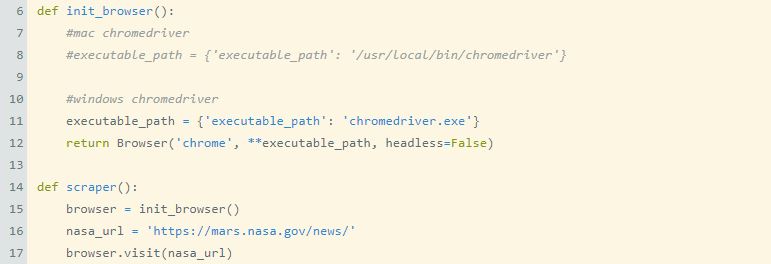 6 def init_browser():
7     #mac chromedriver
8     #executable_path = {'executable_path': '/usr/local/bin/chromedriver'}
9
10     #windows chromedriver
11     executable_path = {'executable_path': 'chromedriver.exe'}
12     return Browser('chrome', **executable_path, headless=False)
13
14 def scraper():
15     browser = init_browser()
16     nasa_url = 'https://mars.nasa.gov/news/'
17     browser.visit(nasa_url)